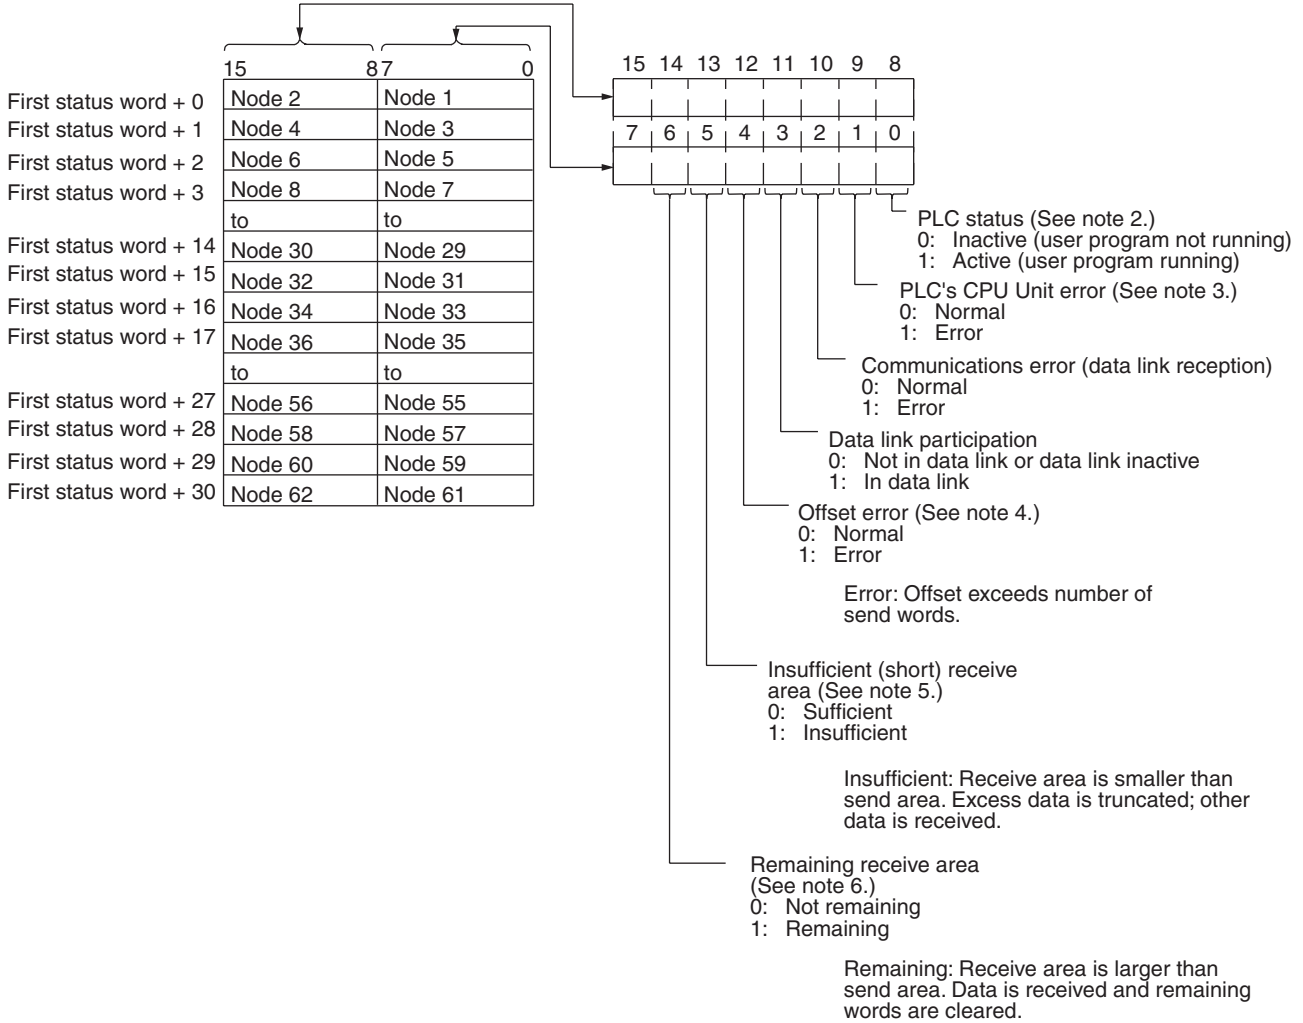 15 8 7 0
First status word + 0 Node 2 Node 1
First status word + 1 Node 4 Node 3
First status word + 2 Node 6 Node 5
First status word + 3 Node 8 Node 7
to to
First status word + 14 Node 30 Node 29
First status word + 15 Node 32 Node 31
First status word + 16 Node 34 Node 33
First status word + 17 Node 36 Node 35
to to
First status word + 27 Node 56 Node 55
First status word + 28 Node 58 Node 57
First status word + 29 Node 60 Node 59
First status word + 30 Node 62 Node 61
15 14 13 12 11 10 9 8
7 6 5 4 3 2 1 0
PLC status (See note 2.)
0: Inactive (user program not running)
1: Active (user program running)
PLC's CPU Unit error (See note 3.)
0: Normal
1: Error
Communications error (data link reception)
0: Normal
1: Error
Data link participation
0: Not in data link or data link inactive
1: In data link
Offset error (See note 4.)
0: Normal
1: Error
Error: Offset exceeds number of
send words.
Insufficient (short) receive
area (See note 5.)
0: Sufficient
1: Insufficient
Insufficient: Receive area is smaller than
send area. Excess data is truncated; other
data is received.
Remaining receive area
(See note 6.)
0: Not remaining
1: Remaining
Remaining: Receive area is larger than
send area. Data is received and remaining
words are cleared.